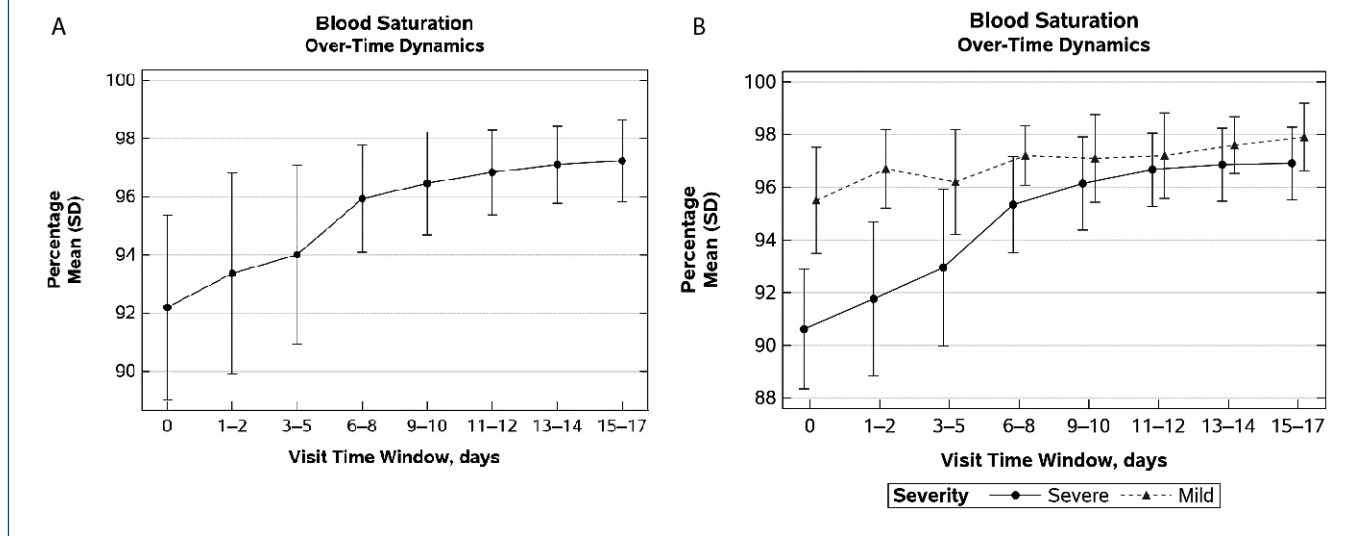 A
Blood Saturation
Over-Time Dynamics
Percentage
Mean (SD)
100
98
96
94
92
90
0 1–2 3–5 6–8 9–10 11–12 13–14 15–17
Visit Time Window, days
B
Blood Saturation
Over-Time Dynamics
Percentage
Mean (SD)
100
98
96
94
92
90
88
0 1–2 3–5 6–8 9–10 11–12 13–14 15–17
Visit Time Window, days
Severity Severe Mild